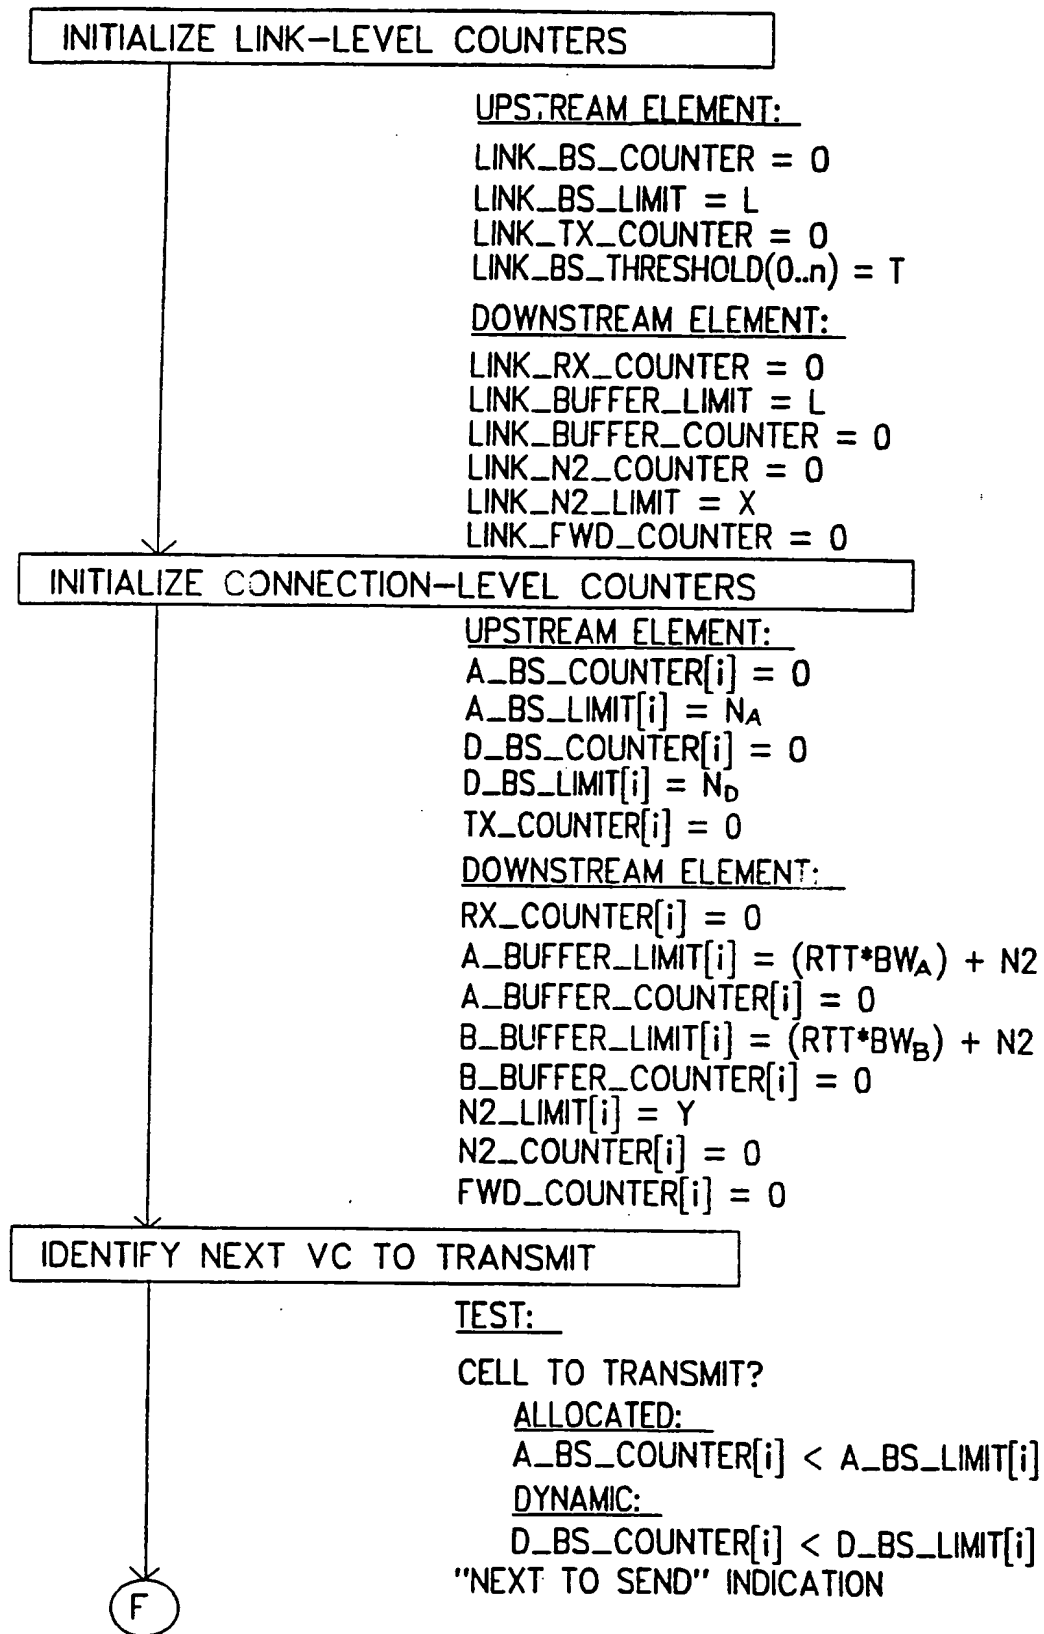 INITIALIZE LINK-LEVEL COUNTERS
UPSTREAM ELEMENT:
LINK_BS_COUNTER = 0
LINK_BS_LIMIT = L
LINK_TX_COUNTER = 0
LINK_BS_THRESHOLD(0..n) = T
DOWNSTREAM ELEMENT:
LINK_RX_COUNTER = 0
LINK_BUFFER_LIMIT = L
LINK_BUFFER_COUNTER = 0
LINK_N2_COUNTER = 0
LINK_N2_LIMIT = X
LINK_FWD_COUNTER = 0
INITIALIZE CONNECTION-LEVEL COUNTERS
UPSTREAM ELEMENT:
A_BS_COUNTER[i] = 0
A_BS_LIMIT[i] = NA
D_BS_COUNTER[i] = 0
D_BS_LIMIT[i] = ND
TX_COUNTER[i] = 0
DOWNSTREAM ELEMENT:
RX_COUNTER[i] = 0
A_BUFFER_LIMIT[i] = (RTT*BWA) + N2
A_BUFFER_COUNTER[i] = 0
B_BUFFER_LIMIT[i] = (RTT*BWB) + N2
B_BUFFER_COUNTER[i] = 0
N2_LIMIT[i] = Y
N2_COUNTER[i] = 0
FWD_COUNTER[i] = 0
IDENTIFY NEXT VC TO TRANSMIT
TEST:
CELL TO TRANSMIT?
ALLOCATED:
A_BS_COUNTER[i] < A_BS_LIMIT[i]
DYNAMIC:
D_BS_COUNTER[i] < D_BS_LIMIT[i]
"NEXT TO SEND" INDICATION
F